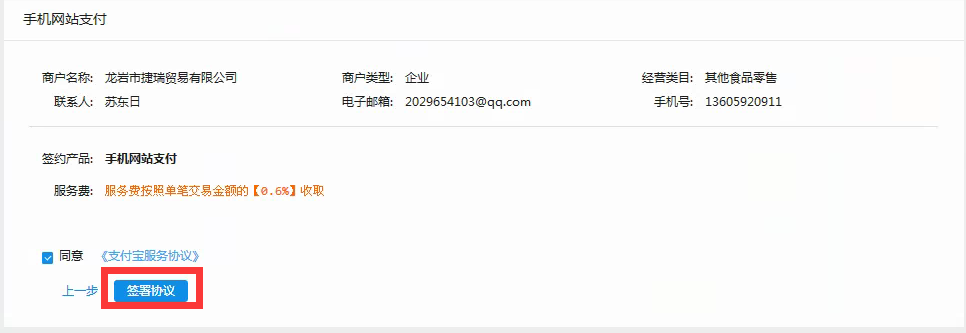 手机网站支付
商户名称: 龙岩市捷瑞贸易有限公司 商户类型: 企业 经营类目: 其他食品零售
联系人: 苏东日 电子邮箱: 2029654103@qq.com 手机号: 13605920911
签约产品: 手机网站支付
服务费: 服务费按照单笔交易金额的【0.6%】收取
同意 《支付宝服务协议》
上一步 签署协议